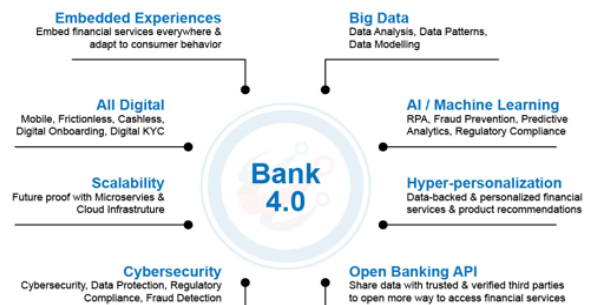 Embedded Experiences
Embed financial services everywhere &
adapt to consumer behavior
Big Data
Data Analysis, Data Patterns,
Data Modelling
All Digital
Mobile, Frictionless, Cashless,
Digital Onboarding, Digital KYC
AI / Machine Learning
RPA, Fraud Prevention, Predictive
Analytics, Regulatory Compliance
Bank
4.0
Scalability
Future proof with Microservies &
Cloud Infrastruture
Hyper-personalization
Data-backed & personalized financial
services & product recommendations
Cybersecurity
Cybersecurity, Data Protection, Regulatory
Compliance, Fraud Detection
Open Banking API
Share data with trusted & verified third parties
to open more way to access financial services